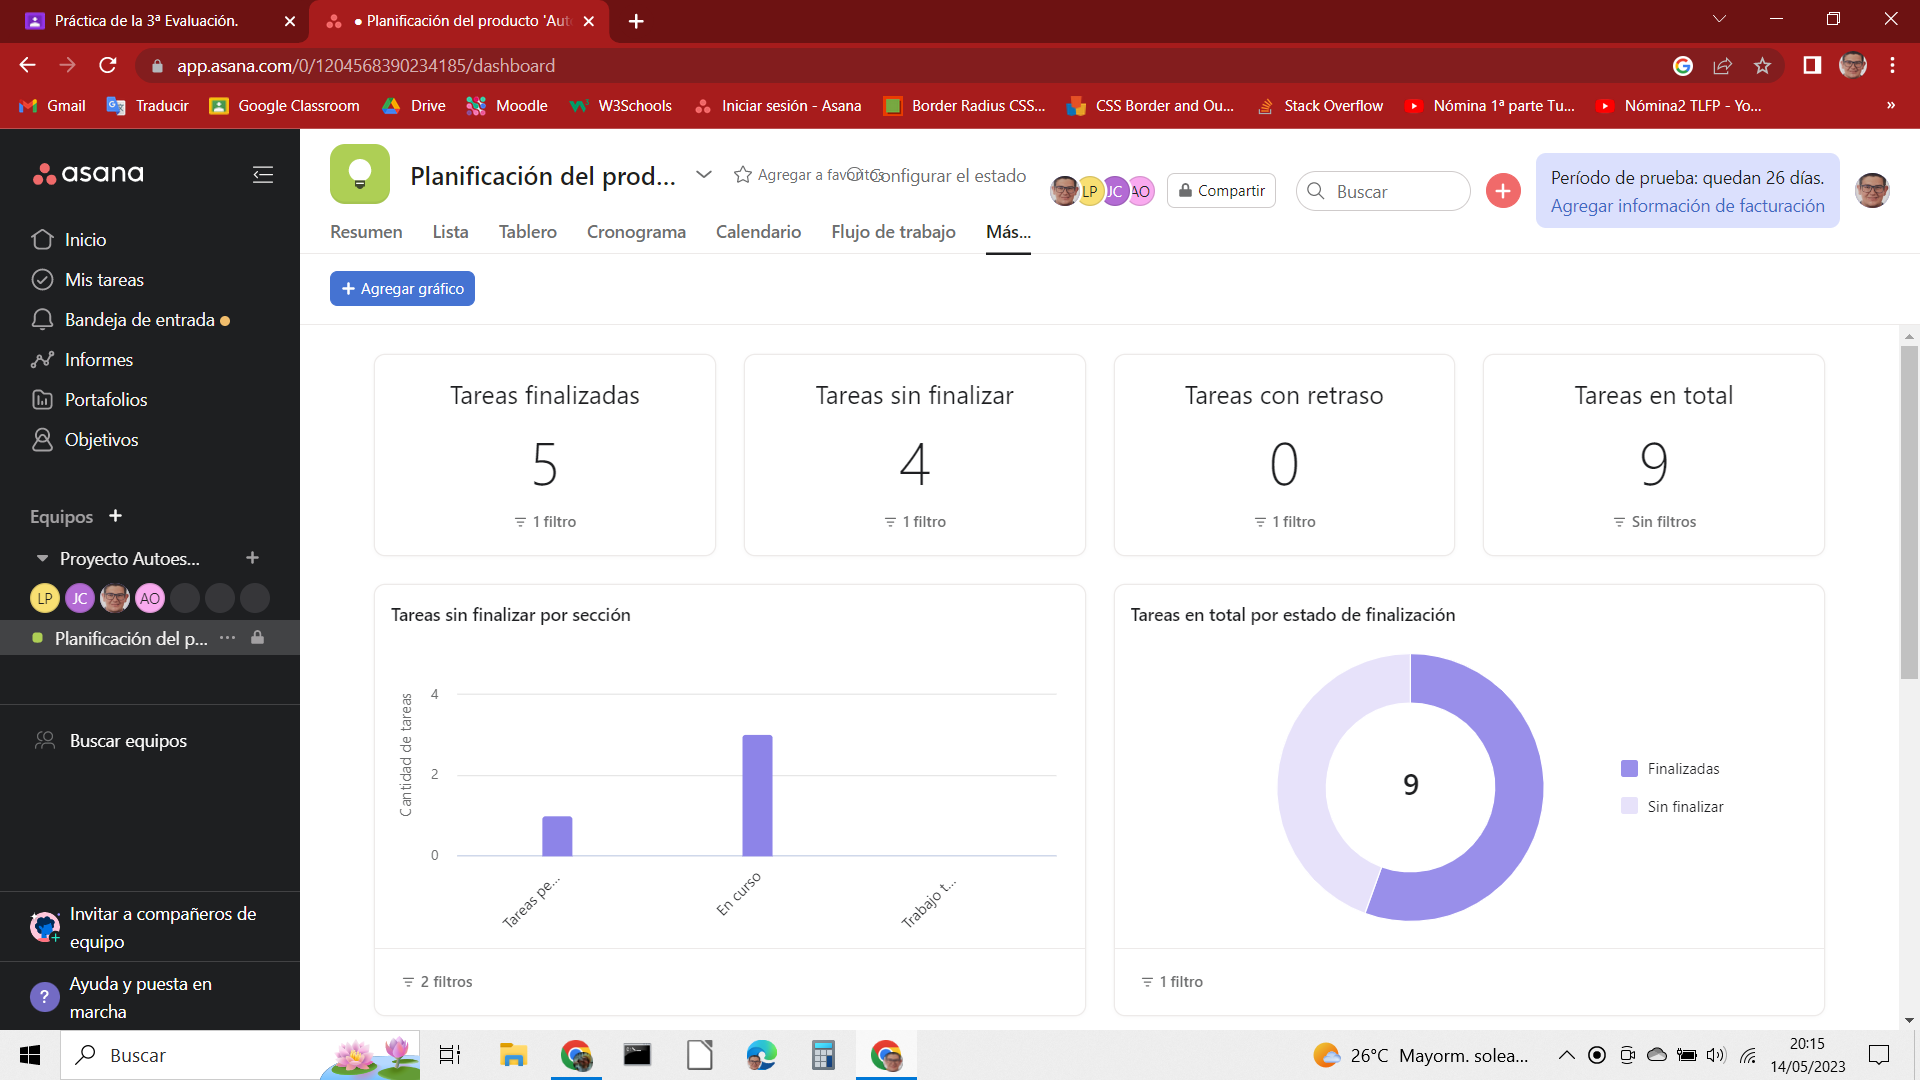 Práctica de la 3ª Evaluación.
• Planificación del producto 'Aut
app.asana.com/0/1204568390234185/dashboard
Gmail
Traducir
Google Classroom
Drive
Moodle
W3Schools
Iniciar sesión - Asana
Border Radius CSS...
CSS Border and Ou...
Stack Overflow
Nómina 1ª parte Tu...
Nómina2 TLFP - Yo...
»
asana
Inicio
Mis tareas
Bandeja de entrada
Informes
Portafolios
Objetivos
Equipos +
Proyecto Autoes... +
LP JC AO
Planificación del p... ...
Buscar equipos
Invitar a compañeros de
equipo
? Ayuda y puesta en
marcha
Planificación del prod...
Agregar a favoritos
Configurar el estado
LP JC AO
Compartir
Buscar
Período de prueba: quedan 26 días.
Agregar información de facturación
Resumen Lista Tablero Cronograma Calendario Flujo de trabajo Más...
+ Agregar gráfico
Tareas finalizadas
5
1 filtro
Tareas sin finalizar
4
1 filtro
Tareas con retraso
0
1 filtro
Tareas en total
9
Sin filtros
Tareas sin finalizar por sección
Cantidad de tareas
4
2
0
Tareas pe...
En curso
Trabajo t...
2 filtros
Tareas en total por estado de finalización
9
Finalizadas
Sin finalizar
1 filtro
Buscar
26°C Mayorm. solea...
20:15
14/05/2023